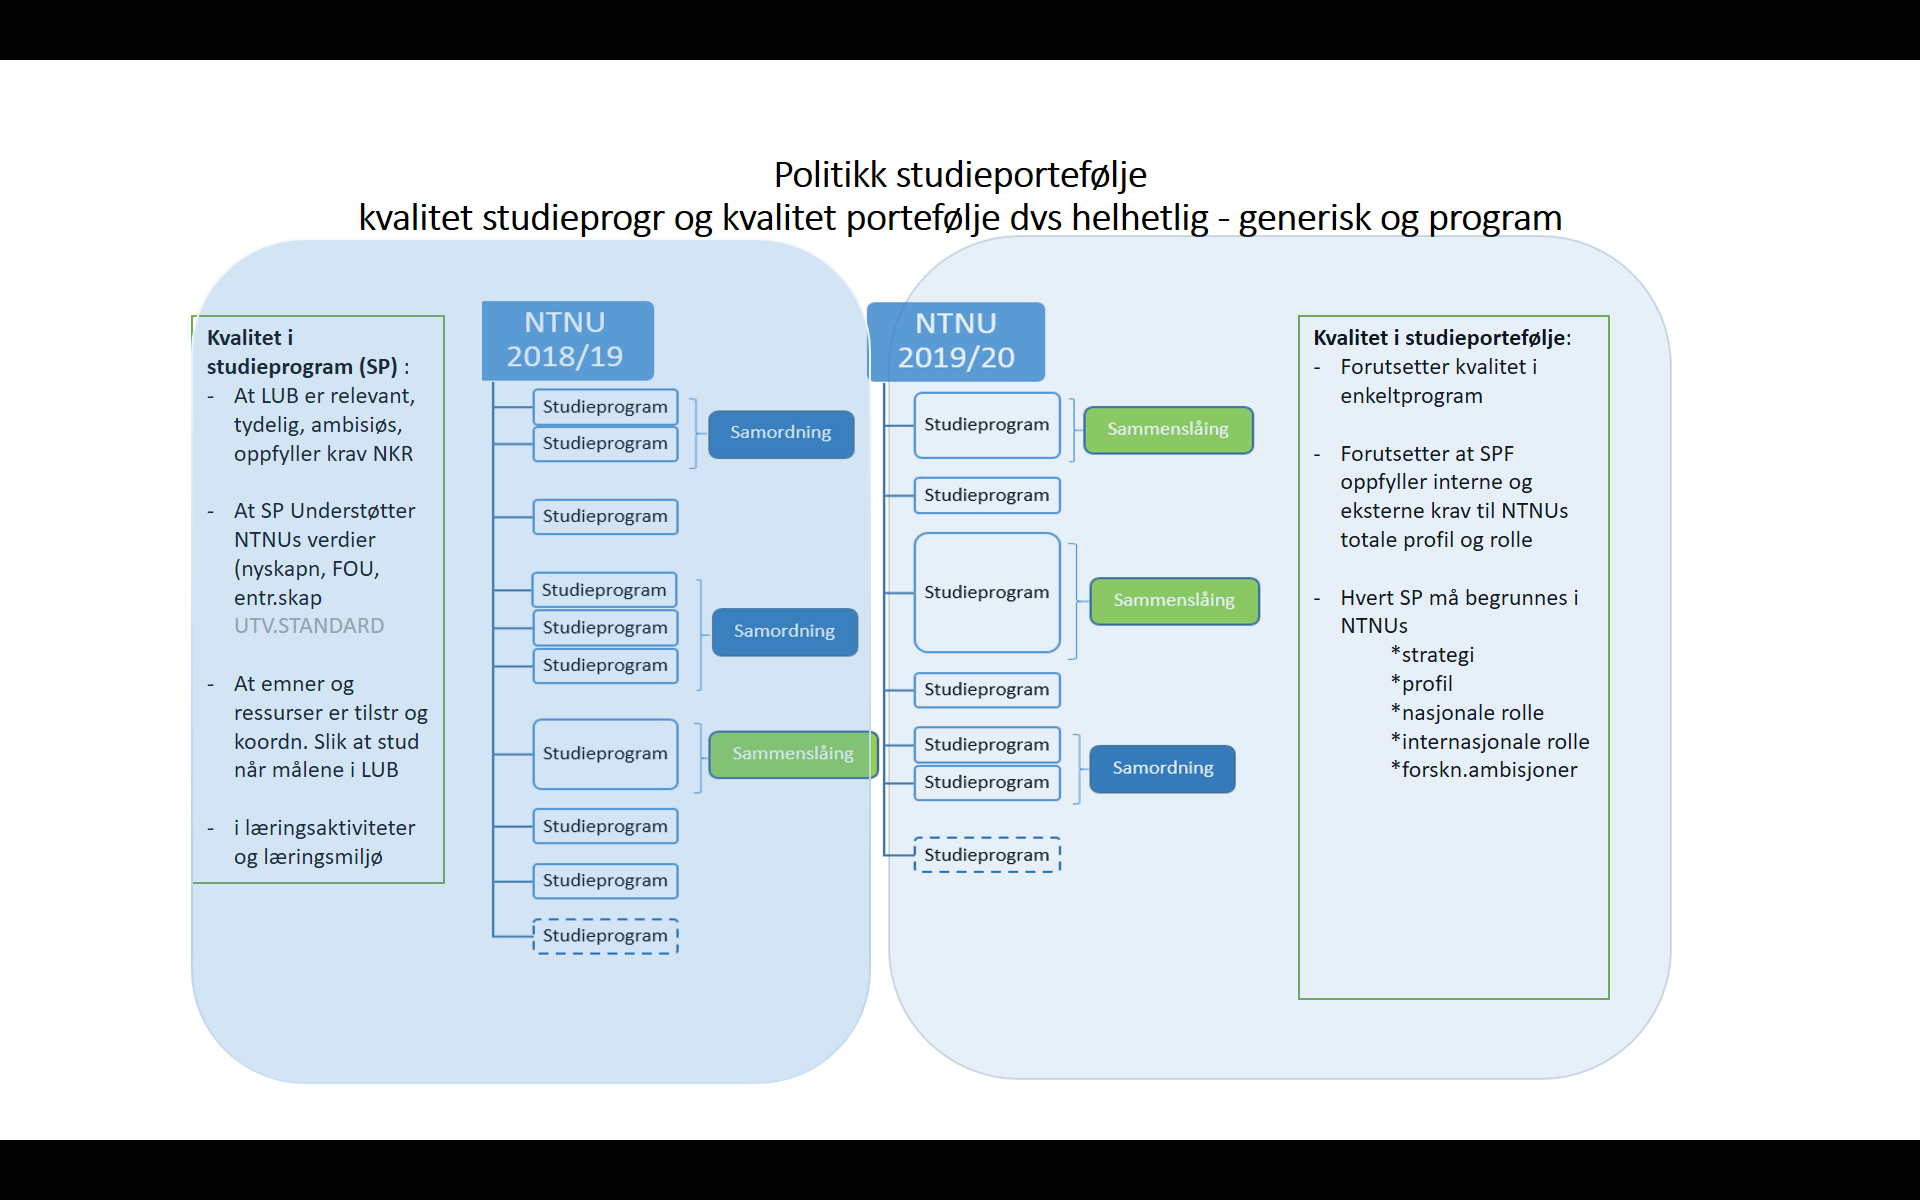 Politikk studieportefølje
kvalitet studieprogr og kvalitet portefølje dvs helhetlig - generisk og program
Kvalitet i
studieprogram (SP) :
- At LUB er relevant,
tydelig, ambisiøs,
oppfyller krav NKR
- At SP Understøtter
NTNUs verdier
(nyskapn, FOU,
entr.skap
UTV.STANDARD
- At emner og
ressurser er tilstr og
koordn. Slik at stud
når målene i LUB
- i læringsaktiviteter
og læringsmiljø
NTNU
2018/19
Studieprogram
Studieprogram
Samordning
Studieprogram
Studieprogram
Studieprogram
Studieprogram
Samordning
Studieprogram
Sammenslåing
Studieprogram
Studieprogram
Studieprogram
NTNU
2019/20
Studieprogram
Sammenslåing
Studieprogram
Studieprogram
Sammenslåing
Studieprogram
Studieprogram
Studieprogram
Samordning
Studieprogram
Kvalitet i studieportefølje:
- Forutsetter kvalitet i
enkeltprogram
- Forutsetter at SPF
oppfyller interne og
eksterne krav til NTNUs
totale profil og rolle
- Hvert SP må begrunnes i
NTNUs
*strategi
*profil
*nasjonale rolle
*internasjonale rolle
*forskn.ambisjoner